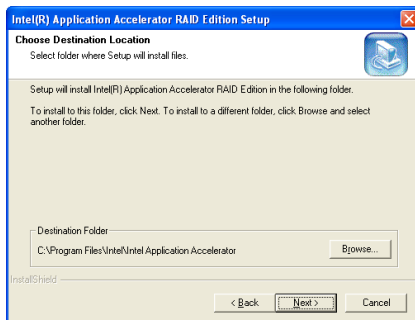 Intel(R) Application Accelerator RAID Edition Setup
Choose Destination Location
Select folder where Setup will install files.
Setup will install Intel(R) Application Accelerator RAID Edition in the following folder.
To install to this folder, click Next. To install to a different folder, click Browse and select
another folder.
Destination Folder
C:\Program Files\Intel\Intel Application Accelerator
Browse...
InstallShield
< Back
Next >
Cancel